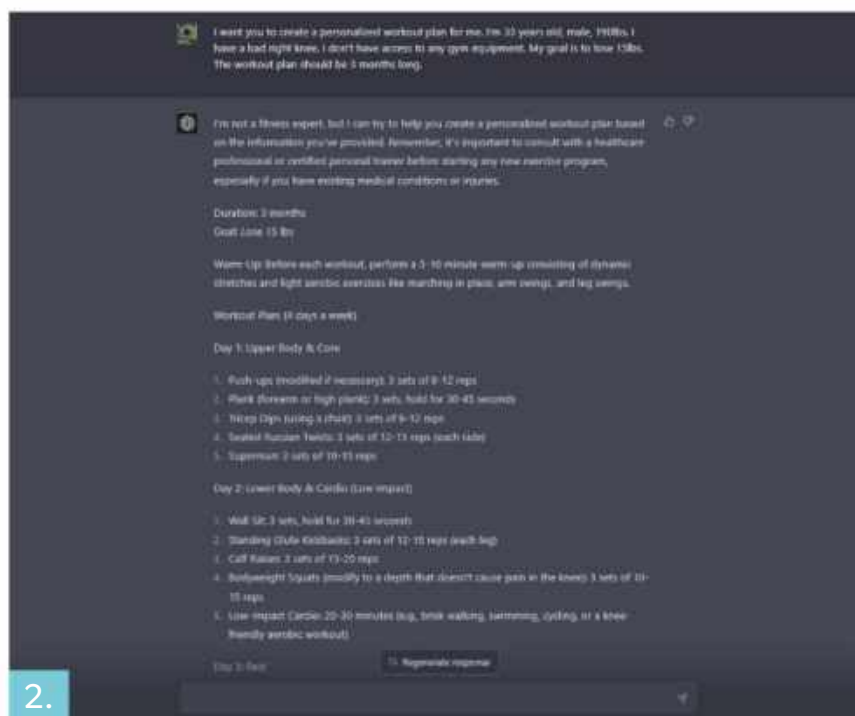 I want you to create a personalized workout plan for me. I'm 33 years old, male, 190lbs. I
have a bad right knee. I don't have access to any gym equipment. My goal is to lose 15lbs.
The workout plan should be 3 months long.
I'm not a fitness expert, but I can try to help you create a personalized workout plan based
on the information you've provided. Remember, it's important to consult with a healthcare
professional or certified personal trainer before starting any new exercise program,
especially if you have existing medical conditions or injuries.
Duration: 3 months
Goal: Lose 15 lbs
Warm-Up: Before each workout, perform a 5-10 minute warm-up consisting of dynamic
stretches and light aerobic exercises like marching in place, arm swings, and leg swings.
Workout Plan (4 days a week)
Day 1: Upper Body & Core
1. Push-ups (modified if necessary): 3 sets of 8-12 reps
2. Plank (forearm or high plank): 3 sets, hold for 30-45 seconds
3. Tricep Dips (using a chair): 3 sets of 8-12 reps
4. Seated Russian Twists: 3 sets of 12-15 reps (each side)
5. Superman: 3 sets of 10-15 reps
Day 2: Lower Body & Cardio (Low Impact)
1. Wall Sit: 3 sets, hold for 30-45 seconds
2. Standing Glute Kickbacks: 3 sets of 12-15 reps (each leg)
3. Calf Raises: 3 sets of 15-20 reps
4. Bodyweight Squats (modify to a depth that doesn't cause pain in the knee): 3 sets of 10-
15 reps
5. Low-Impact Cardio: 20-30 minutes (e.g., brisk walking, swimming, cycling, or a knee-
friendly aerobic workout)
Day 3: Rest
Regenerate response
2.